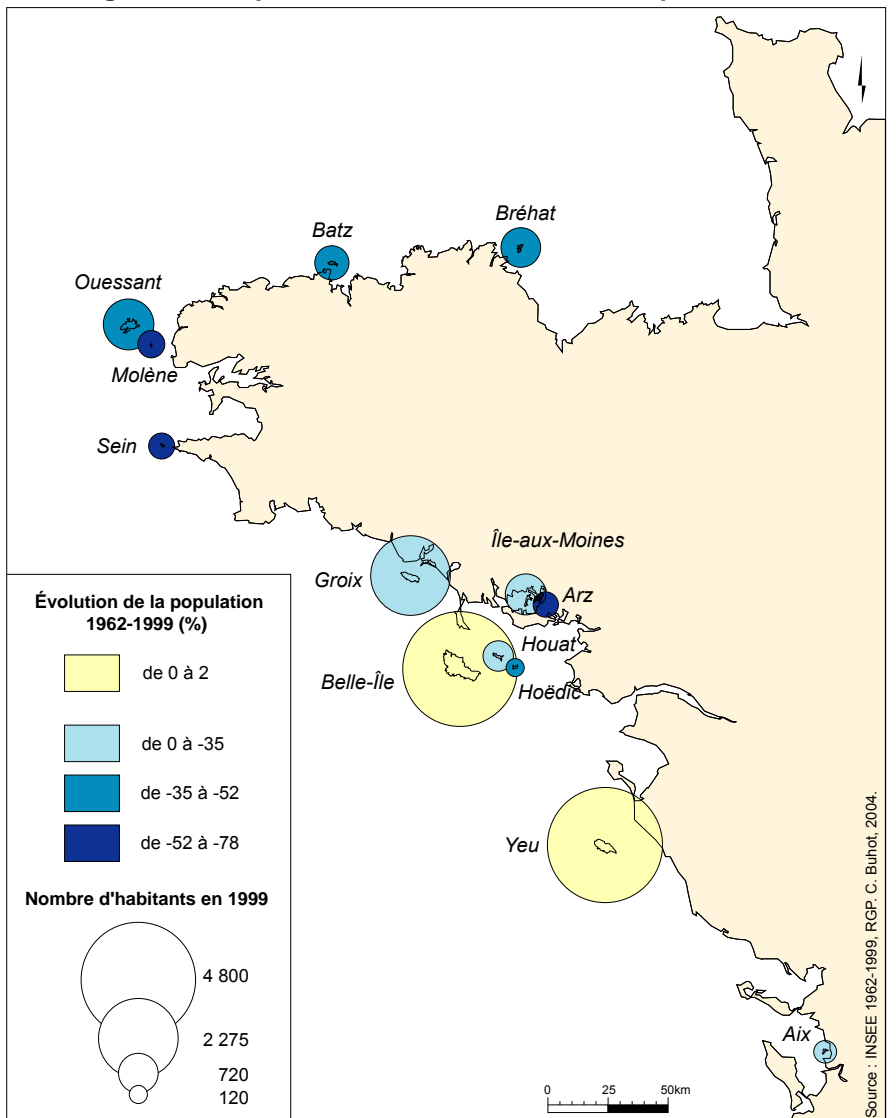 Bréhat
Batz
Ouessant
Molène
Sein
Île-aux-Moines
Groix
Arz
Houat
Belle-Île
Hoëdic
Yeu
Aix
Évolution de la population
1962-1999 (%)
de 0 à 2
de 0 à -35
de -35 à -52
de -52 à -78
Nombre d'habitants en 1999
4 800
2 275
720
120
0 25 50km
Source : INSEE 1962-1999, RGP. C. Buhot, 2004.